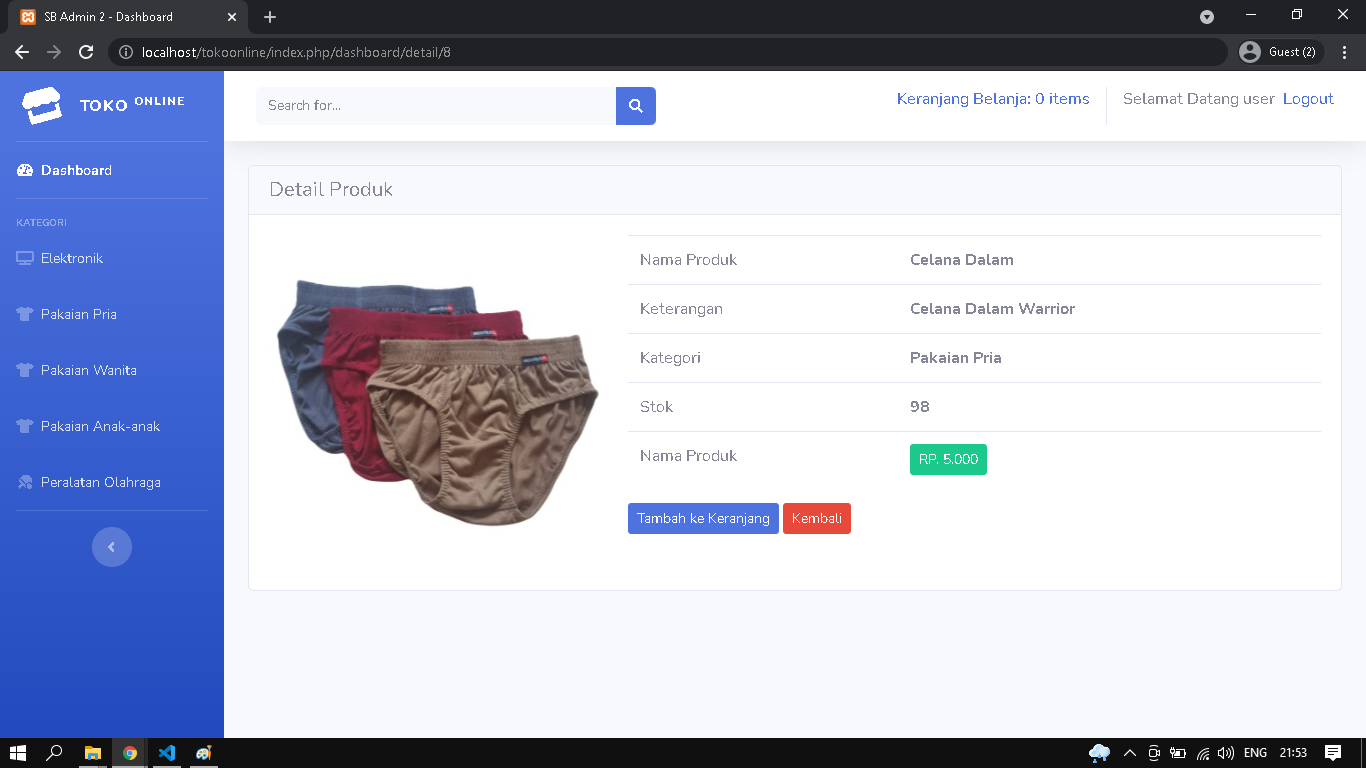 SB Admin 2 - Dashboard
localhost/tokoonline/index.php/dashboard/detail/8
Guest (2)
TOKO ONLINE
Search for...
Keranjang Belanja: 0 items
Selamat Datang user Logout
Dashboard
KATEGORI
Elektronik
Pakaian Pria
Pakaian Wanita
Pakaian Anak-anak
Peralatan Olahraga
Detail Produk
Nama Produk Celana Dalam
Keterangan Celana Dalam Warrior
Kategori Pakaian Pria
Stok 98
Nama Produk RP. 5.000
Tambah ke Keranjang Kembali
ENG 21:53